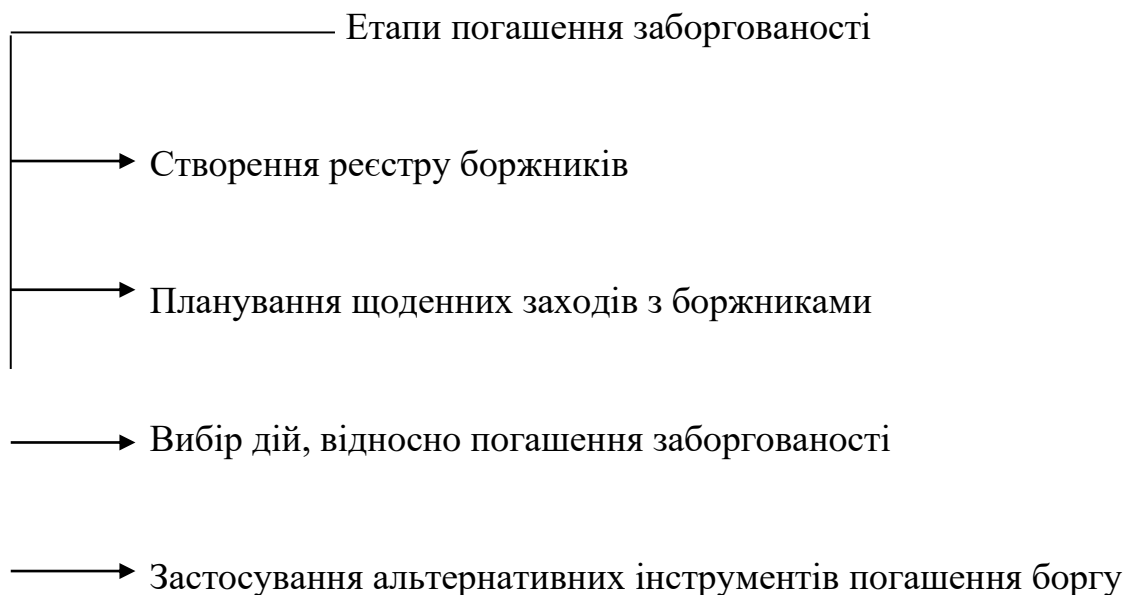 Етапи погашення заборгованості
Створення реєстру боржників
Планування щоденних заходів з боржниками
Вибір дій, відносно погашення заборгованості
Застосування альтернативних інструментів погашення боргу